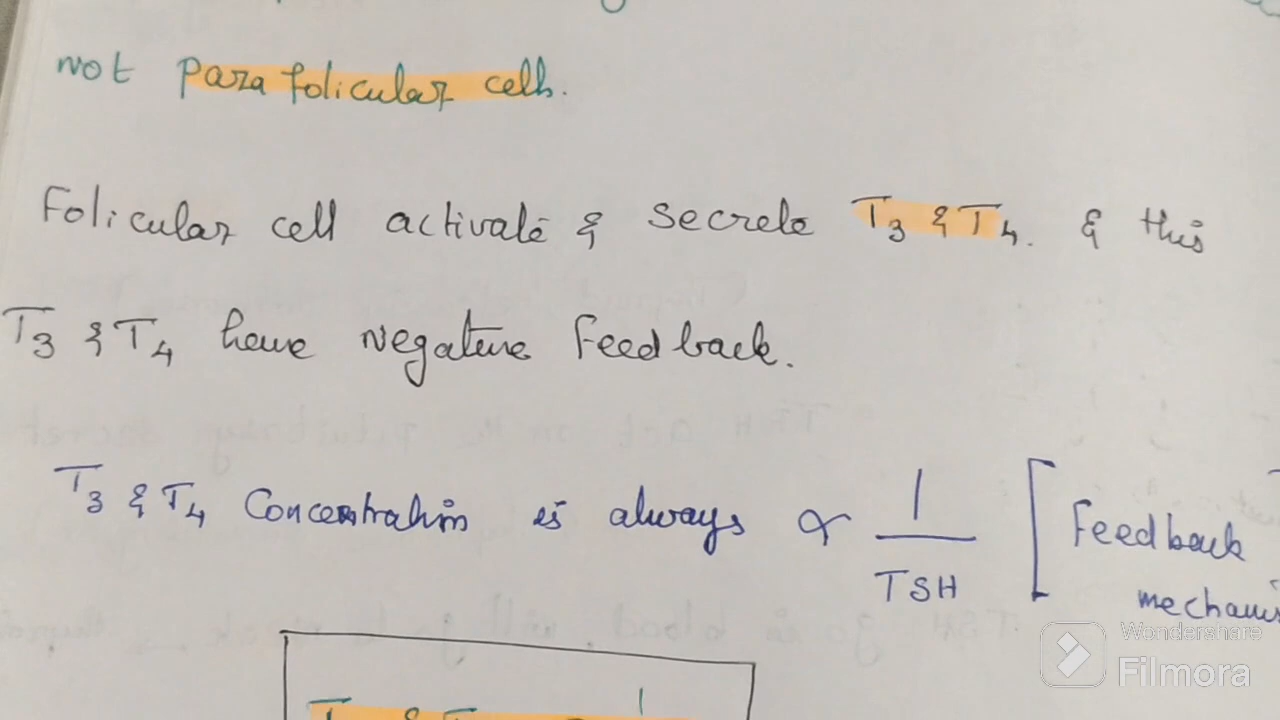 not Para folicular cells.
Folicular cell activate & secrete T3 & T4. & this
T3 & T4 have Negative Feedback.
T3 & T4 Concentration is always ∝ 1/TSH [Feedback
mechanis
Wondershare
Filmora